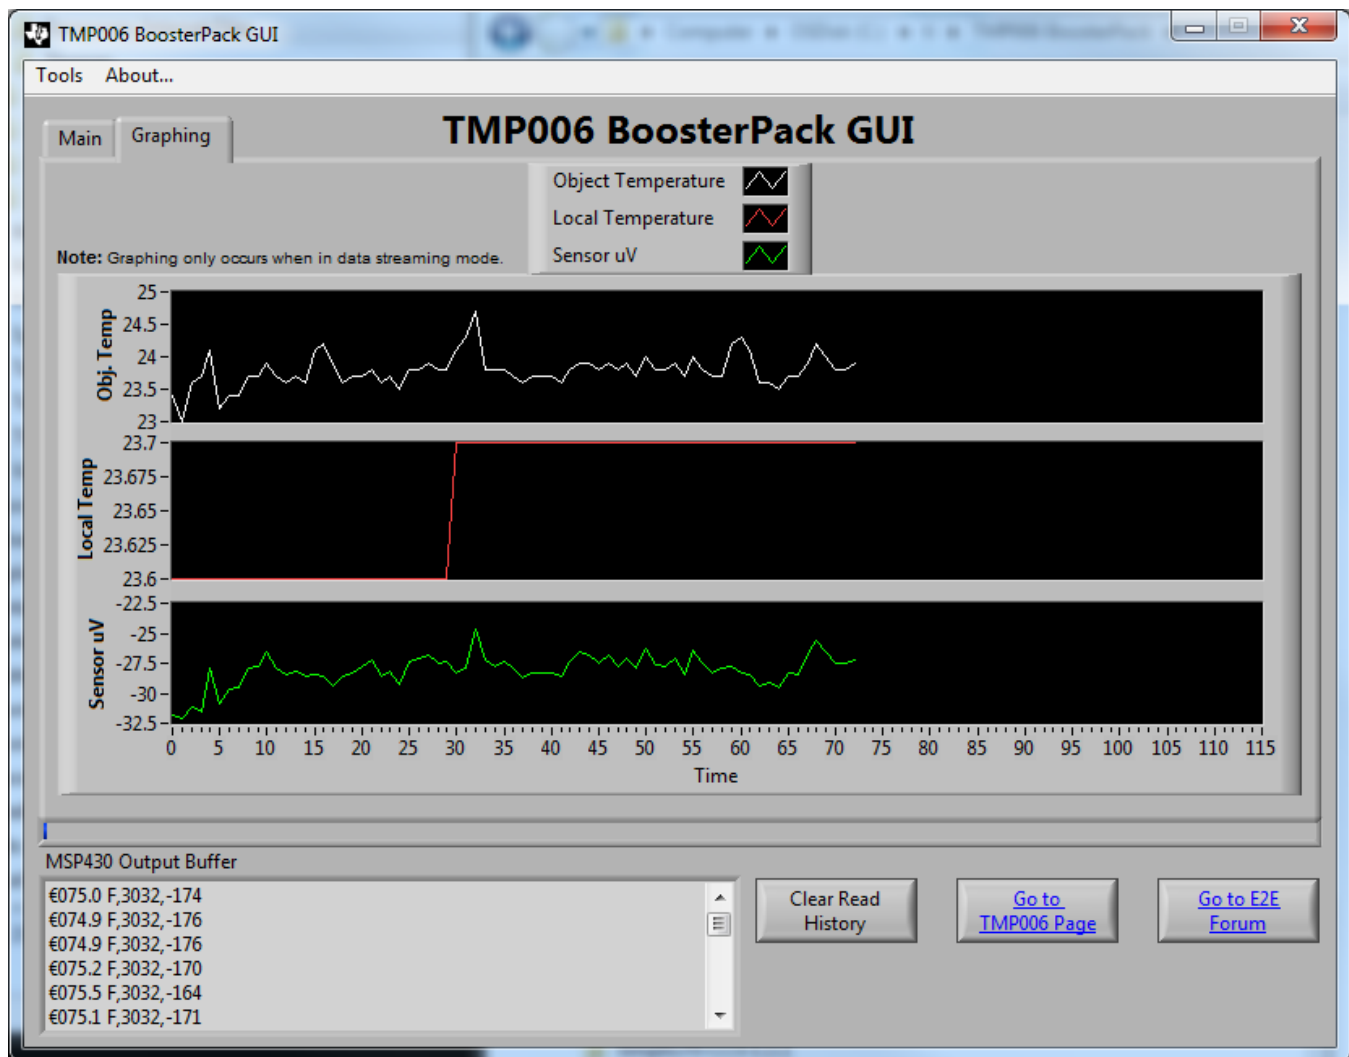 TMP006 BoosterPack GUI
Tools About...
Main Graphing
TMP006 BoosterPack GUI
Object Temperature
Local Temperature
Sensor uV
Note: Graphing only occurs when in data streaming mode.
Obj. Temp
25
24.5
24
23.5
23
Local Temp
23.7
23.675
23.65
23.625
23.6
Sensor uV
-22.5
-25
-27.5
-30
-32.5
0 5 10 15 20 25 30 35 40 45 50 55 60 65 70 75 80 85 90 95 100 105 110 115
Time
MSP430 Output Buffer
€075.0 F,3032,-174
€074.9 F,3032,-176
€074.9 F,3032,-176
€075.2 F,3032,-170
€075.5 F,3032,-164
€075.1 F,3032,-171
Clear Read
History
Go to
TMP006 Page
Go to E2E
Forum